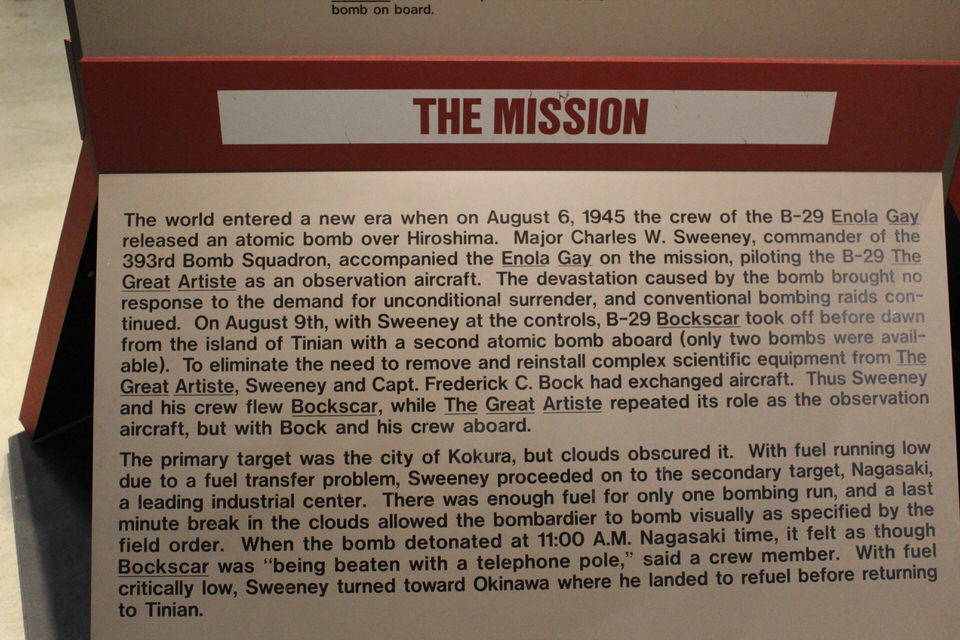 bomb on board.
THE MISSION
The world entered a new era when on August 6, 1945 the crew of the B-29 Enola Gay
released an atomic bomb over Hiroshima. Major Charles W. Sweeney, commander of the
393rd Bomb Squadron, accompanied the Enola Gay on the mission, piloting the B-29 The
Great Artiste as an observation aircraft. The devastation caused by the bomb brought no
response to the demand for unconditional surrender, and conventional bombing raids con-
tinued. On August 9th, with Sweeney at the controls, B-29 Bockscar took off before dawn
from the island of Tinian with a second atomic bomb aboard (only two bombs were avail-
able). To eliminate the need to remove and reinstall complex scientific equipment from The
Great Artiste, Sweeney and Capt. Frederick C. Bock had exchanged aircraft. Thus Sweeney
and his crew flew Bockscar, while The Great Artiste repeated its role as the observation
aircraft, but with Bock and his crew aboard.
The primary target was the city of Kokura, but clouds obscured it. With fuel running low
due to a fuel transfer problem, Sweeney proceeded on to the secondary target, Nagasaki,
a leading industrial center. There was enough fuel for only one bombing run, and a last
minute break in the clouds allowed the bombardier to bomb visually as specified by the
field order. When the bomb detonated at 11:00 A.M. Nagasaki time, it felt as though
Bockscar was "being beaten with a telephone pole," said a crew member. With fuel
critically low, Sweeney turned toward Okinawa where he landed to refuel before returning
to Tinian.